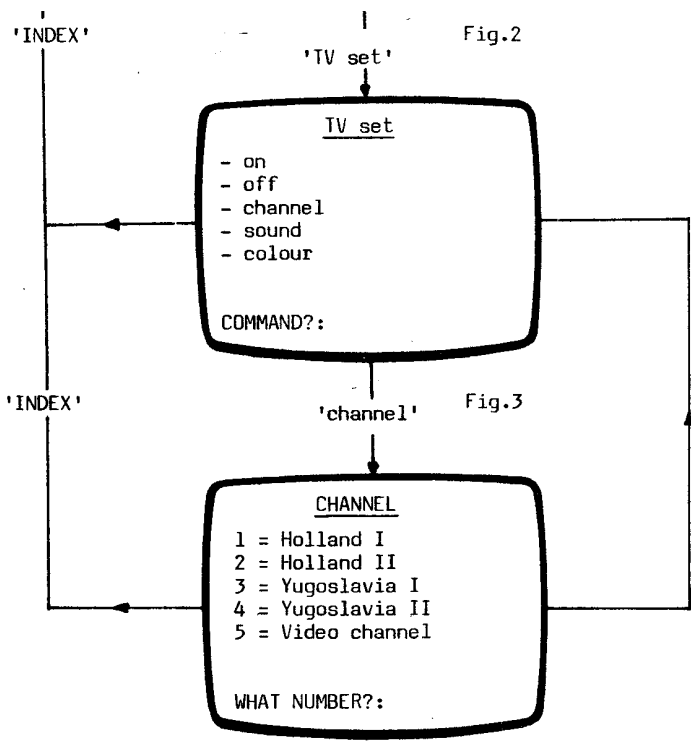 'INDEX'
Fig.2
'TV set'
TV set
- on
- off
- channel
- sound
- colour
COMMAND?:
'INDEX'
'channel'
Fig.3
CHANNEL
1 = Holland I
2 = Holland II
3 = Yugoslavia I
4 = Yugoslavia II
5 = Video channel
WHAT NUMBER?: